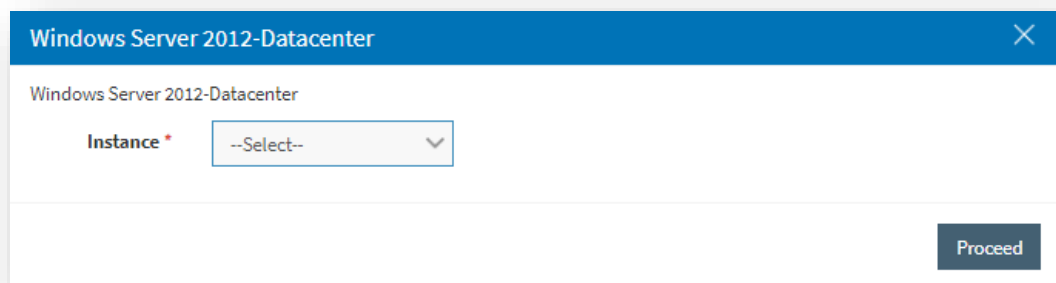 Windows Server 2012-Datacenter
Windows Server 2012-Datacenter
Instance * --Select--
Proceed